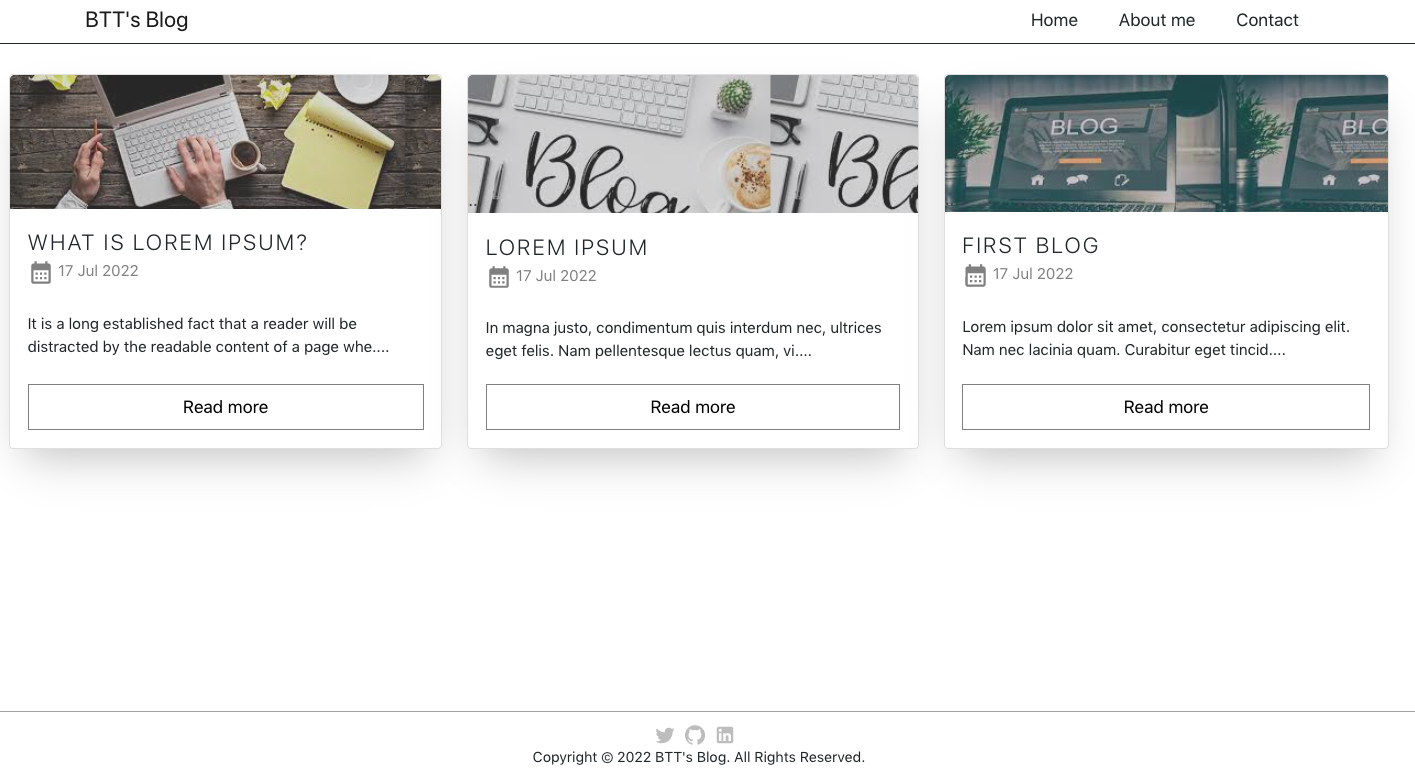 BTT's Blog
Home About me Contact
Blog
Bl
BLOG
BLO
WHAT IS LOREM IPSUM?
17 Jul 2022
It is a long established fact that a reader will be
distracted by the readable content of a page whe....
Read more
LOREM IPSUM
17 Jul 2022
In magna justo, condimentum quis interdum nec, ultrices
eget felis. Nam pellentesque lectus quam, vi....
Read more
FIRST BLOG
17 Jul 2022
Lorem ipsum dolor sit amet, consectetur adipiscing elit.
Nam nec lacinia quam. Curabitur eget tincid....
Read more
Copyright © 2022 BTT's Blog. All Rights Reserved.